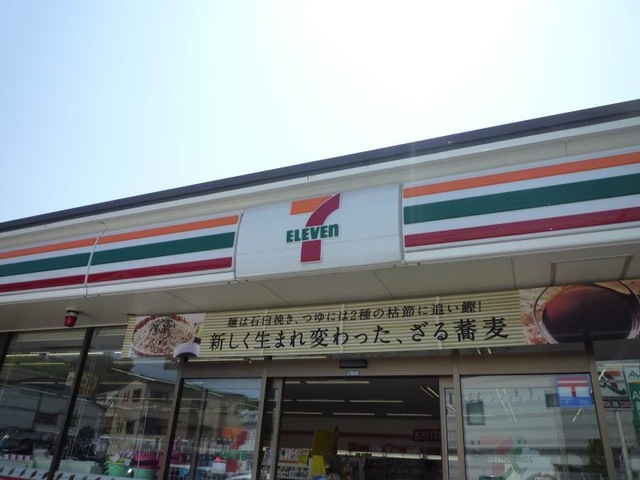 7
ELEVEn
麺は石臼挽き、つゆには2種の枯節に追い鰹!
新しく生まれ変わった、ざる蕎麦